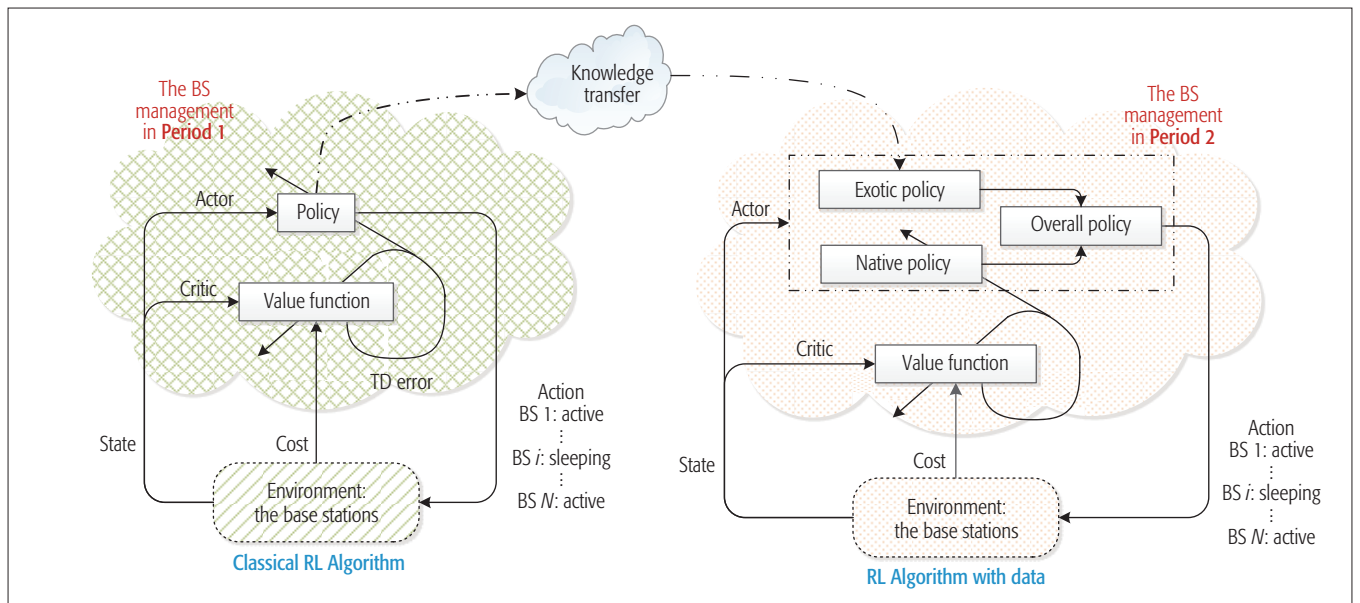 Knowledge
transfer
The BS
management
in Period 1
Actor
Policy
Critic
Value function
TD error
State
Cost
Action
BS 1: active
⋮
BS i: sleeping
⋮
BS N: active
Environment:
the base stations
Classical RL Algorithm
The BS
management
in Period 2
Exotic policy
Actor
Overall policy
Native policy
Critic
Value function
State
Cost
Action
BS 1: active
⋮
BS i: sleeping
⋮
BS N: active
Environment:
the base stations
RL Algorithm with data